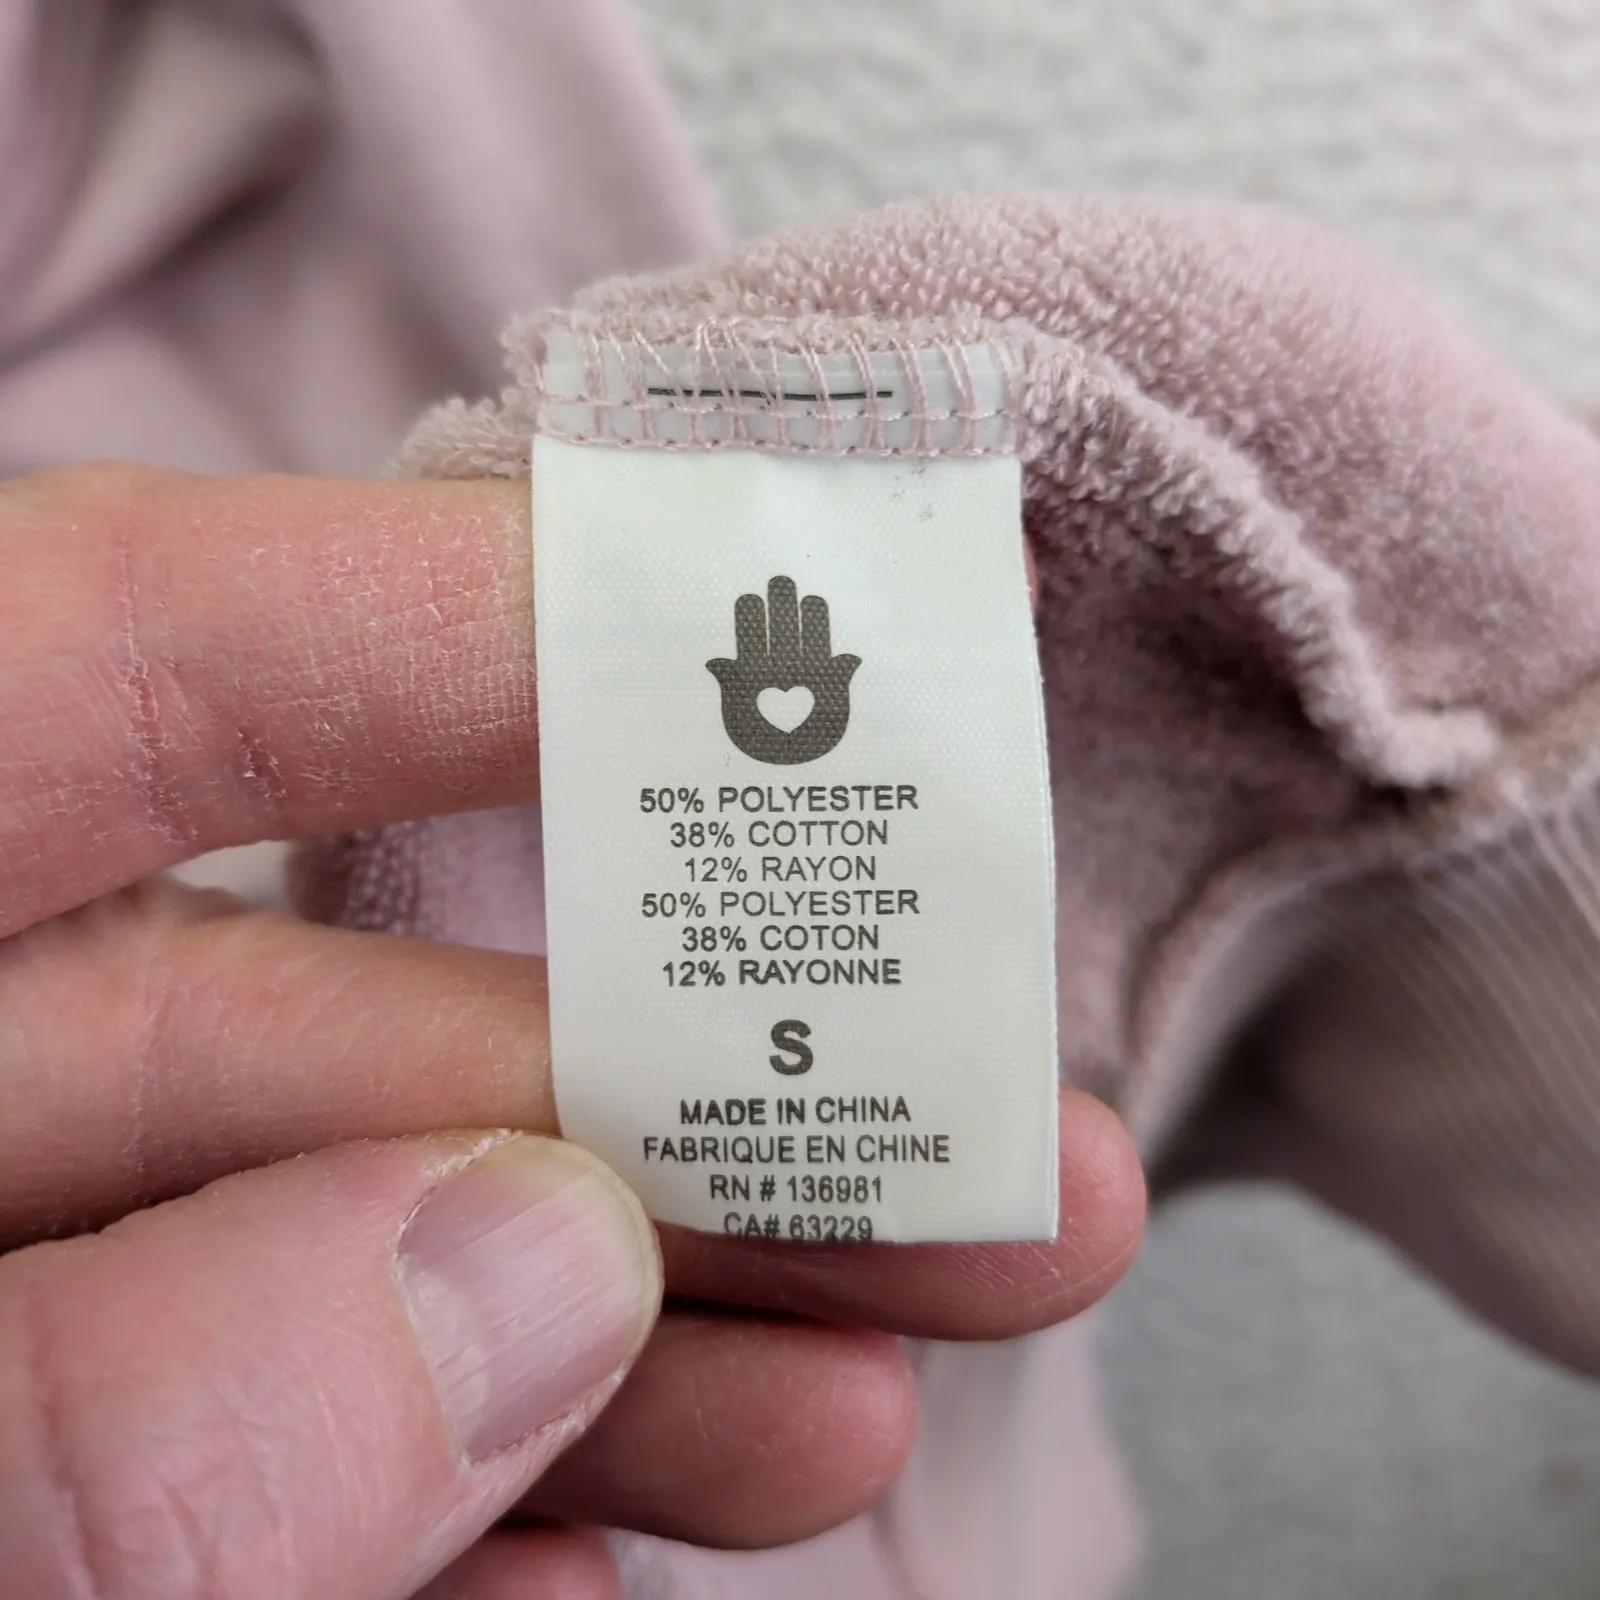 50% POLYESTER
38% COTTON
12% RAYON
50% POLYESTER
38% COTON
12% RAYONNE
S
MADE IN CHINA
FABRIQUE EN CHINE
RN # 136981
CA# 63229